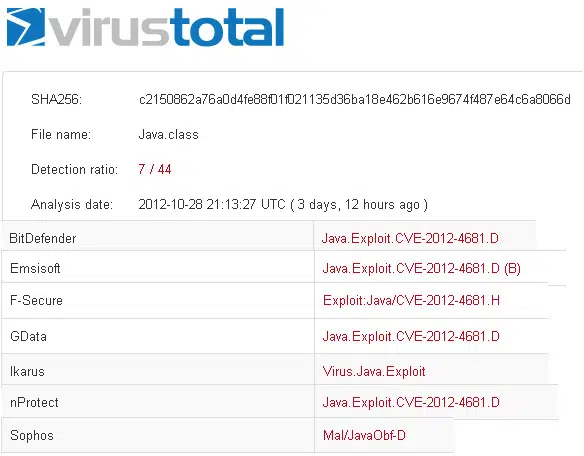 virustotal
SHA256: c2150862a76a0d4fe88f01f021135d36ba18e462b616e9674f487e64c6a8066d
File name: Java.class
Detection ratio: 7 / 44
Analysis date: 2012-10-28 21:13:27 UTC ( 3 days, 12 hours ago )
BitDefender Java.Exploit.CVE-2012-4681.D
Emsisoft Java.Exploit.CVE-2012-4681.D (B)
F-Secure Exploit:Java/CVE-2012-4681.H
GData Java.Exploit.CVE-2012-4681.D
Ikarus Virus.Java.Exploit
nProtect Java.Exploit.CVE-2012-4681.D
Sophos Mal/JavaObf-D